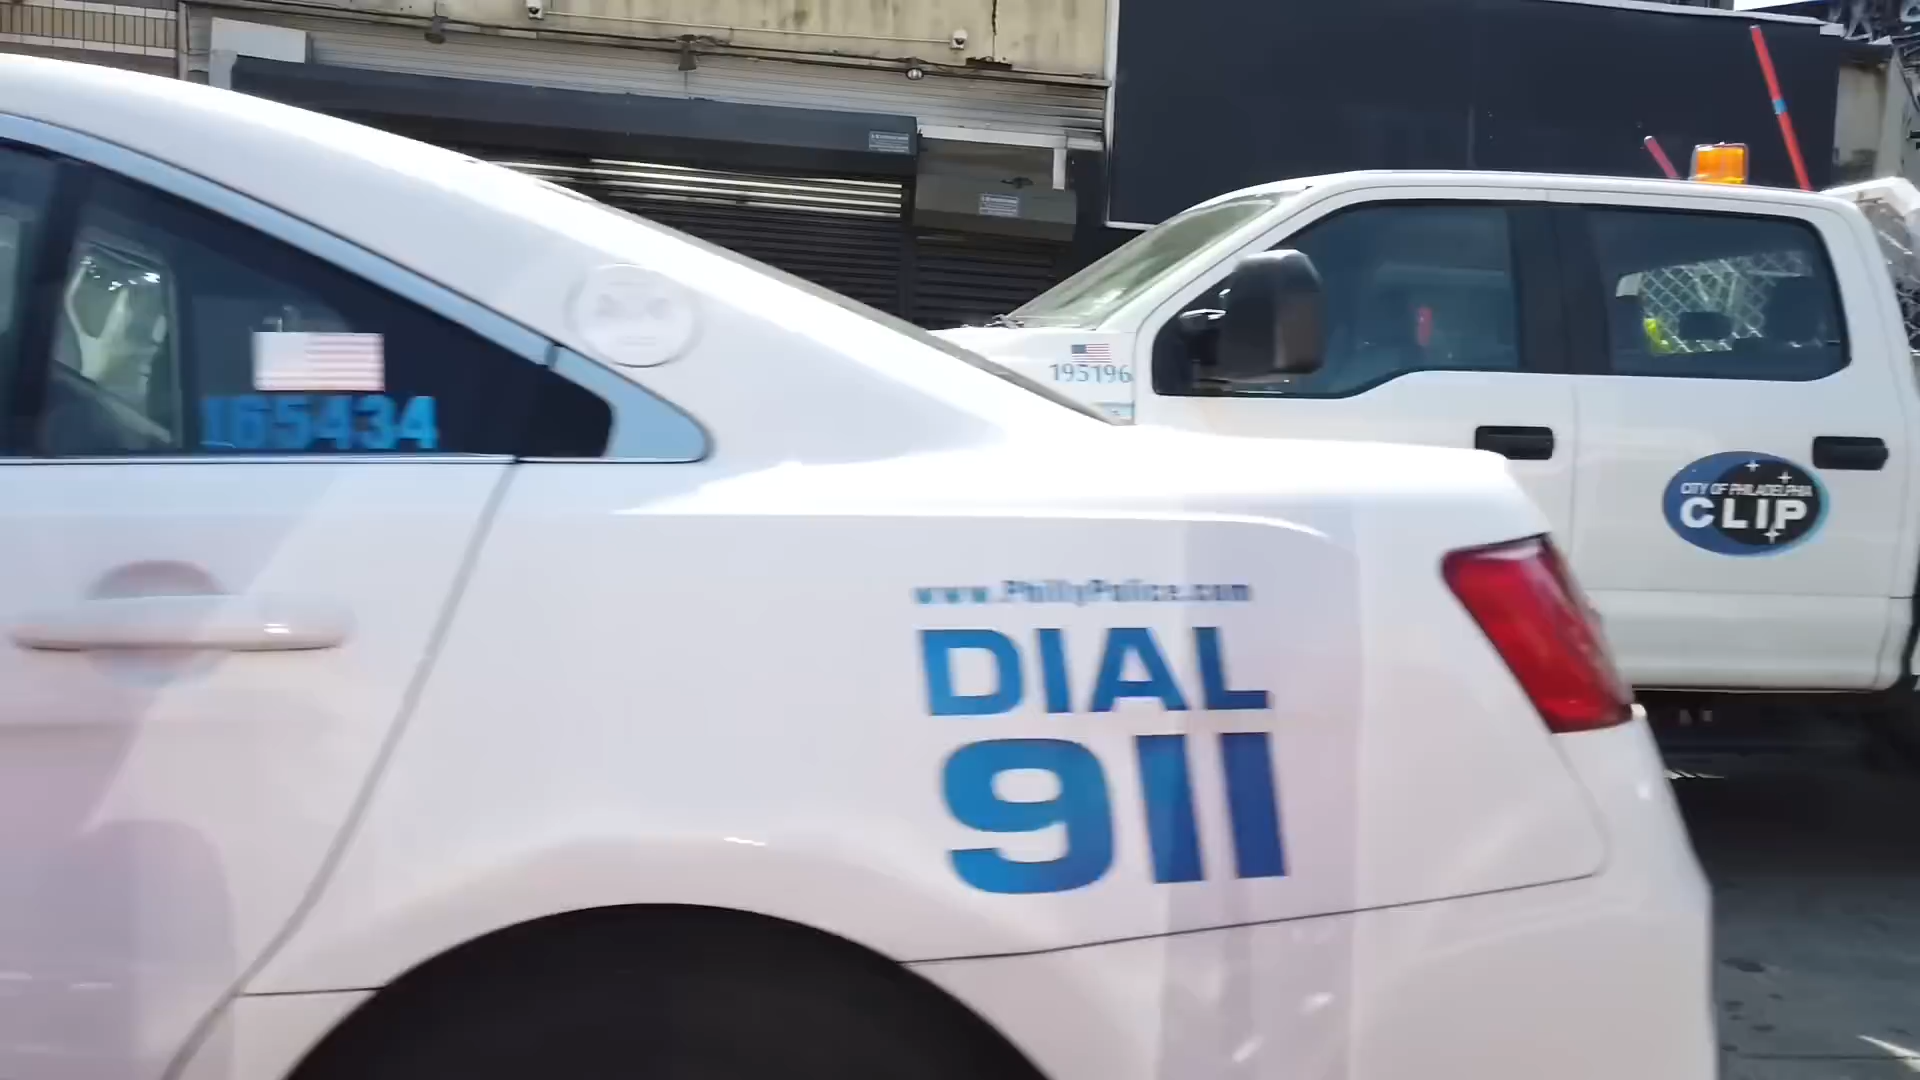 165434
195196
CITY OF PHILADELPHIA
CLIP
www.PhillyPolice.com
DIAL
911